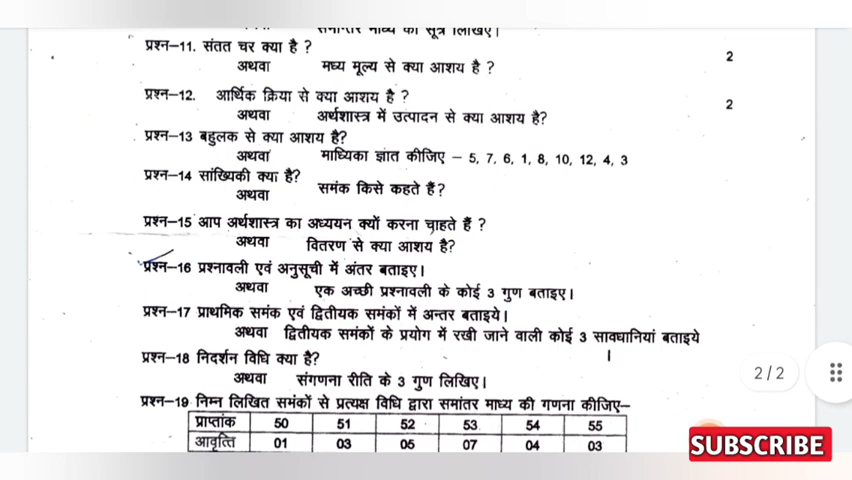 समान्तर माध्य का सूत्र लिखिए।
प्रश्न–11. संतत चर क्या है ?
अथवा मध्य मूल्य से क्या आशय है ? 2
प्रश्न–12. आर्थिक क्रिया से क्या आशय है ?
अथवा अर्थशास्त्र में उत्पादन से क्या आशय है? 2
प्रश्न–13 बहुलक से क्या आशय है?
अथवा माध्यिका ज्ञात कीजिए – 5, 7, 6, 1, 8, 10, 12, 4, 3
प्रश्न–14 सांख्यिकी क्या है?
अथवा समंक किसे कहते हैं?
प्रश्न–15 आप अर्थशास्त्र का अध्ययन क्यों करना चाहते हैं ?
अथवा वितरण से क्या आशय है?
प्रश्न–16 प्रश्नावली एवं अनुसूची में अंतर बताइए।
अथवा एक अच्छी प्रश्नावली के कोई 3 गुण बताइए।
प्रश्न–17 प्राथमिक समंक एवं द्वितीयक समंकों में अन्तर बताइये।
अथवा द्वितीयक समंकों के प्रयोग में रखी जाने वाली कोई 3 सावधानियां बताइये
।
प्रश्न–18 निदर्शन विधि क्या है?
अथवा संगणना रीति के 3 गुण लिखिए।
2 / 2
प्रश्न–19 निम्न लिखित समंकों से प्रत्यक्ष विधि द्वारा समांतर माध्य की गणना कीजिए–
प्राप्तांक 50 51 52 53 54 55
आवृत्ति 01 03 05 07 04 03
SUBSCRIBE